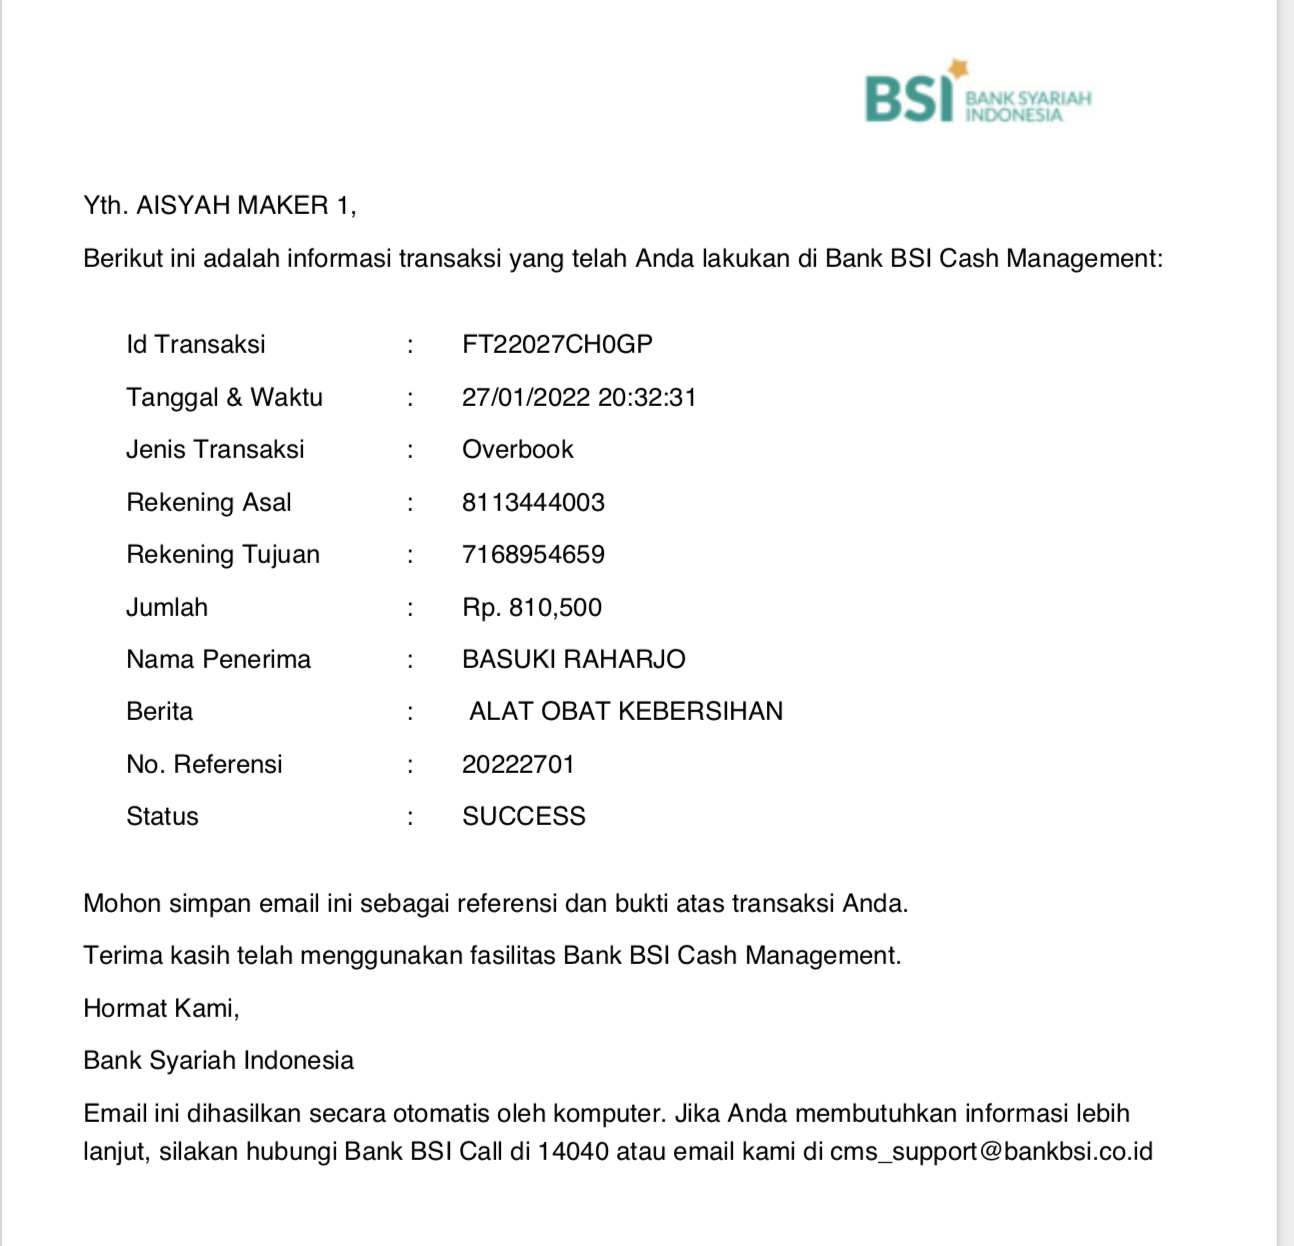 BSI BANK SYARIAH
INDONESIA
Yth. AISYAH MAKER 1,
Berikut ini adalah informasi transaksi yang telah Anda lakukan di Bank BSI Cash Management:
Id Transaksi : FT22027CH0GP
Tanggal & Waktu : 27/01/2022 20:32:31
Jenis Transaksi : Overbook
Rekening Asal : 8113444003
Rekening Tujuan : 7168954659
Jumlah : Rp. 810,500
Nama Penerima : BASUKI RAHARJO
Berita : ALAT OBAT KEBERSIHAN
No. Referensi : 20222701
Status : SUCCESS
Mohon simpan email ini sebagai referensi dan bukti atas transaksi Anda.
Terima kasih telah menggunakan fasilitas Bank BSI Cash Management.
Hormat Kami,
Bank Syariah Indonesia
Email ini dihasilkan secara otomatis oleh komputer. Jika Anda membutuhkan informasi lebih
lanjut, silakan hubungi Bank BSI Call di 14040 atau email kami di cms_support@bankbsi.co.id